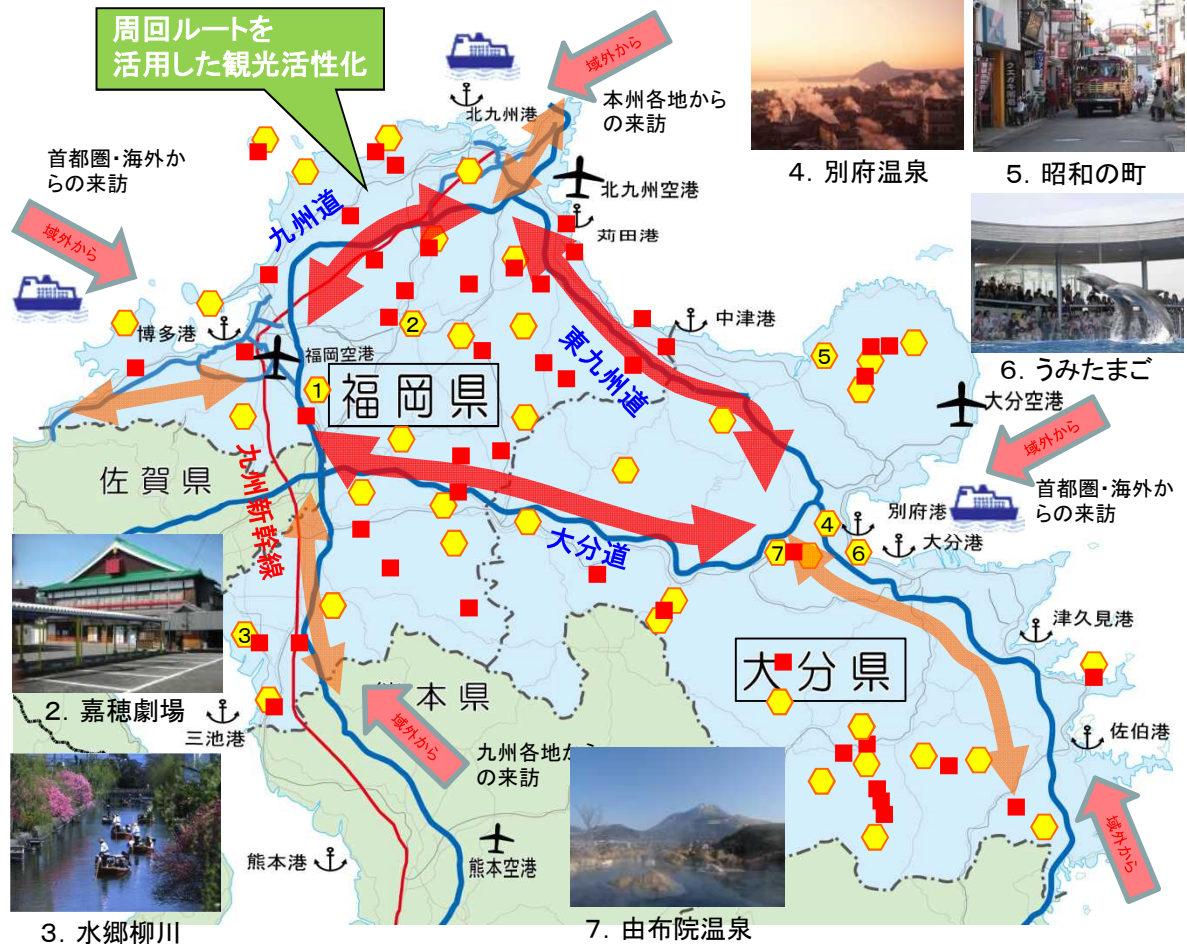 周回ルートを
活用した観光活性化
域外から
本州各地から
の来訪
北九州港
首都圏・海外か
らの来訪
域外から
九州道
北九州空港
苅田港
4．別府温泉
5．昭和の町
6．うみたまご
博多港
福岡空港
中津港
2
5
1
福岡県
東九州道
大分空港
域外から
首都圏・海外か
らの来訪
佐賀県
九州新幹線
大分道
4
別府港
7
6
大分港
3
津久見港
大分県
2．嘉穂劇場
三池港
本県
域外から
九州各地か
の来訪
佐伯港
域外から
熊本港
熊本空港
3．水郷柳川
7．由布院温泉